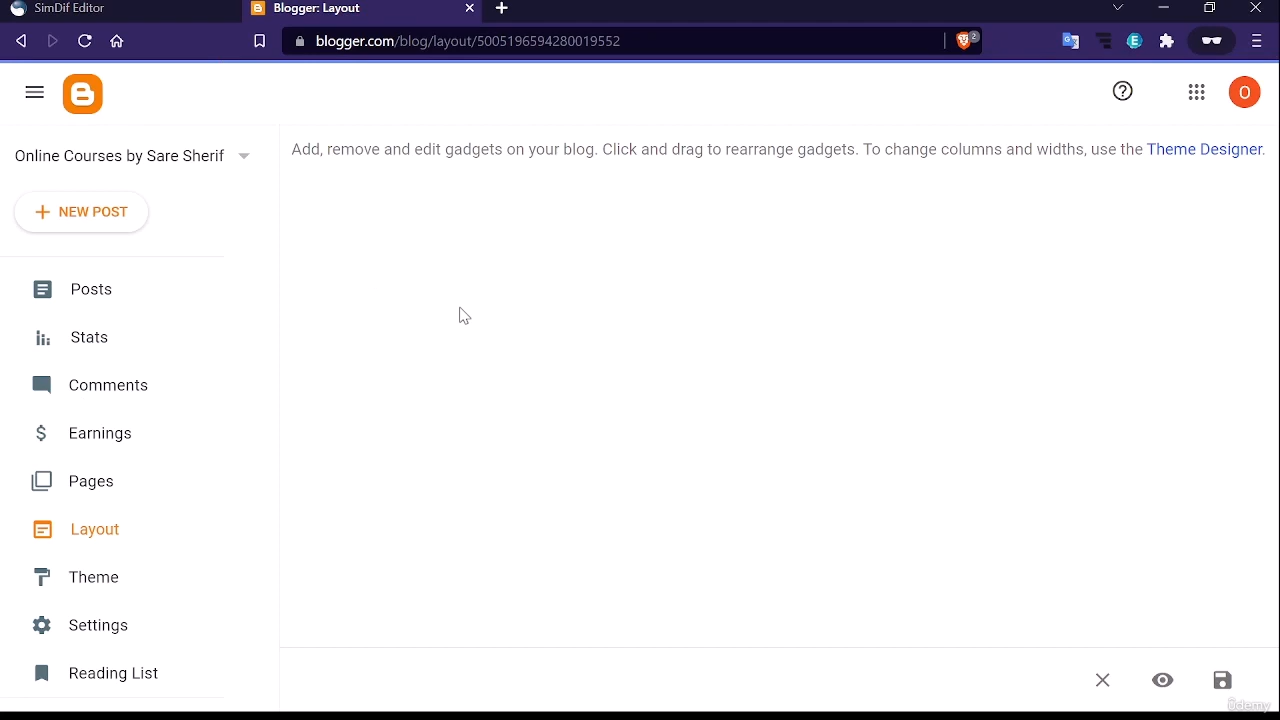 SimDif Editor
Blogger: Layout
blogger.com/blog/layout/5005196594280019552
2
E
O
Online Courses by Sare Sherif
Add, remove and edit gadgets on your blog. Click and drag to rearrange gadgets. To change columns and widths, use the Theme Designer.
NEW POST
Posts
Stats
Comments
Earnings
Pages
Layout
Theme
Settings
Reading List
ûdemy